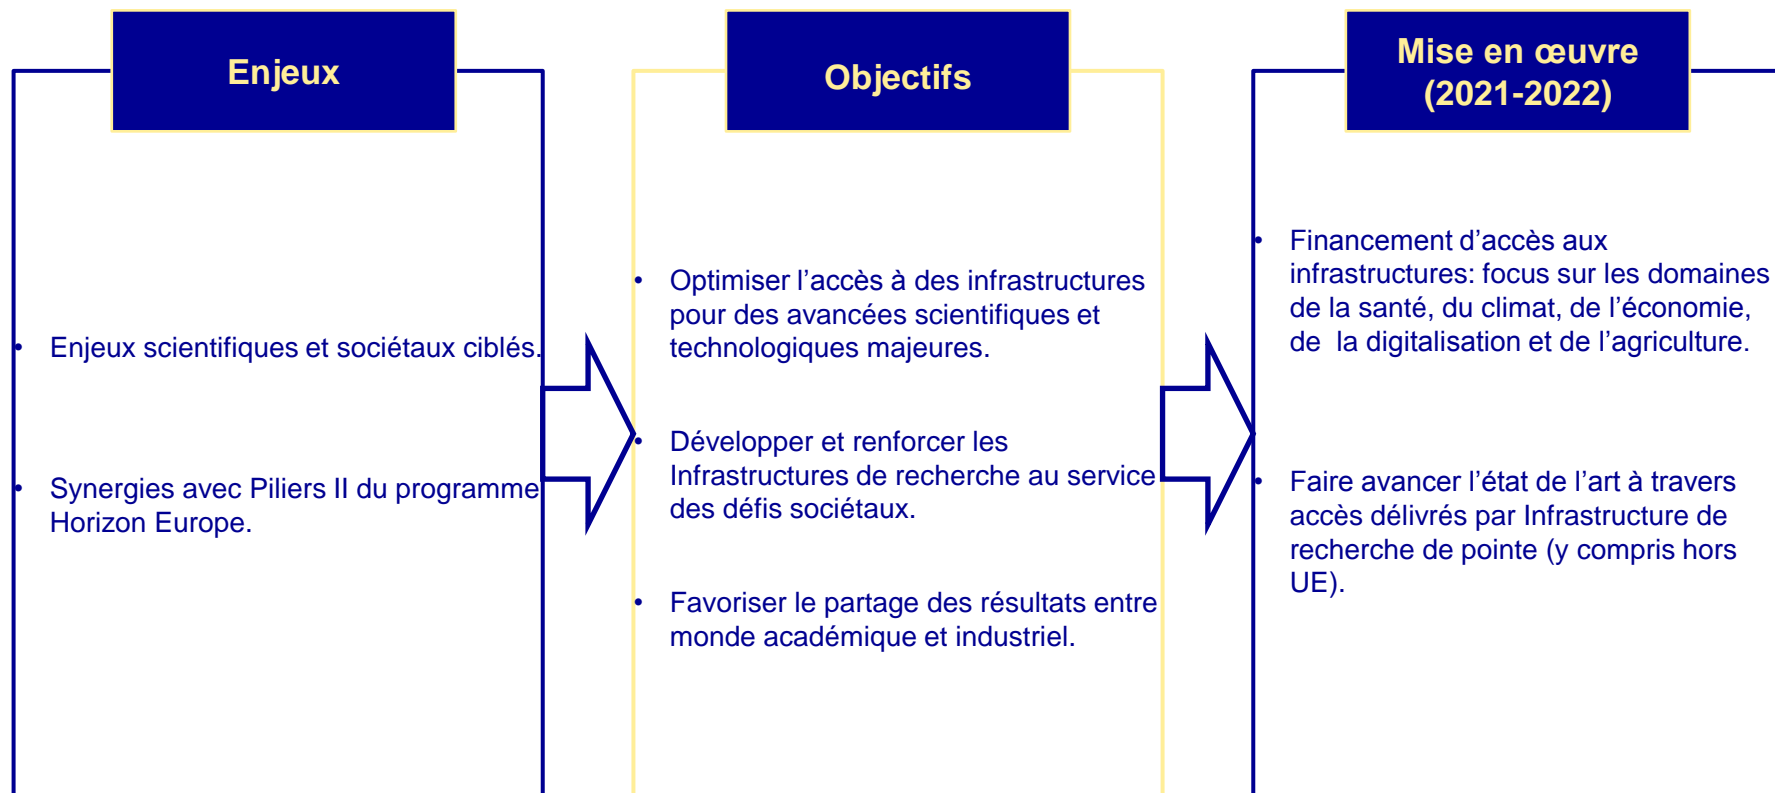 Enjeux
• Enjeux scientifiques et sociétaux ciblés.
• Synergies avec Piliers II du programme
Horizon Europe.
Objectifs
• Optimiser l’accès à des infrastructures
pour des avancées scientifiques et
technologiques majeures.
• Développer et renforcer les
Infrastructures de recherche au service
des défis sociétaux.
• Favoriser le partage des résultats entre
monde académique et industriel.
Mise en œuvre
(2021-2022)
• Financement d’accès aux
infrastructures: focus sur les domaines
de la santé, du climat, de l’économie,
de la digitalisation et de l’agriculture.
• Faire avancer l’état de l’art à travers
accès délivrés par Infrastructure de
recherche de pointe (y compris hors
UE).